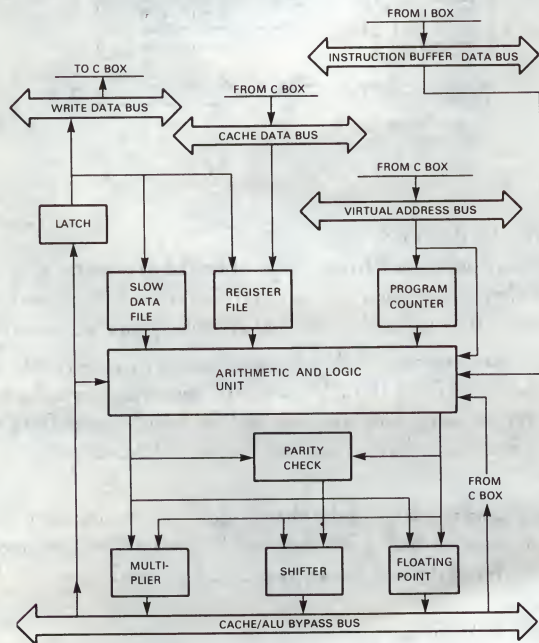 FROM I BOX
INSTRUCTION BUFFER DATA BUS
TO C BOX
WRITE DATA BUS
FROM C BOX
CACHE DATA BUS
FROM C BOX
VIRTUAL ADDRESS BUS
LATCH
SLOW
DATA
FILE
REGISTER
FILE
PROGRAM
COUNTER
ARITHMETIC AND LOGIC
UNIT
PARITY
CHECK
FROM
C BOX
MULTI-
PLIER
SHIFTER
FLOATING
POINT
CACHE/ALU BYPASS BUS